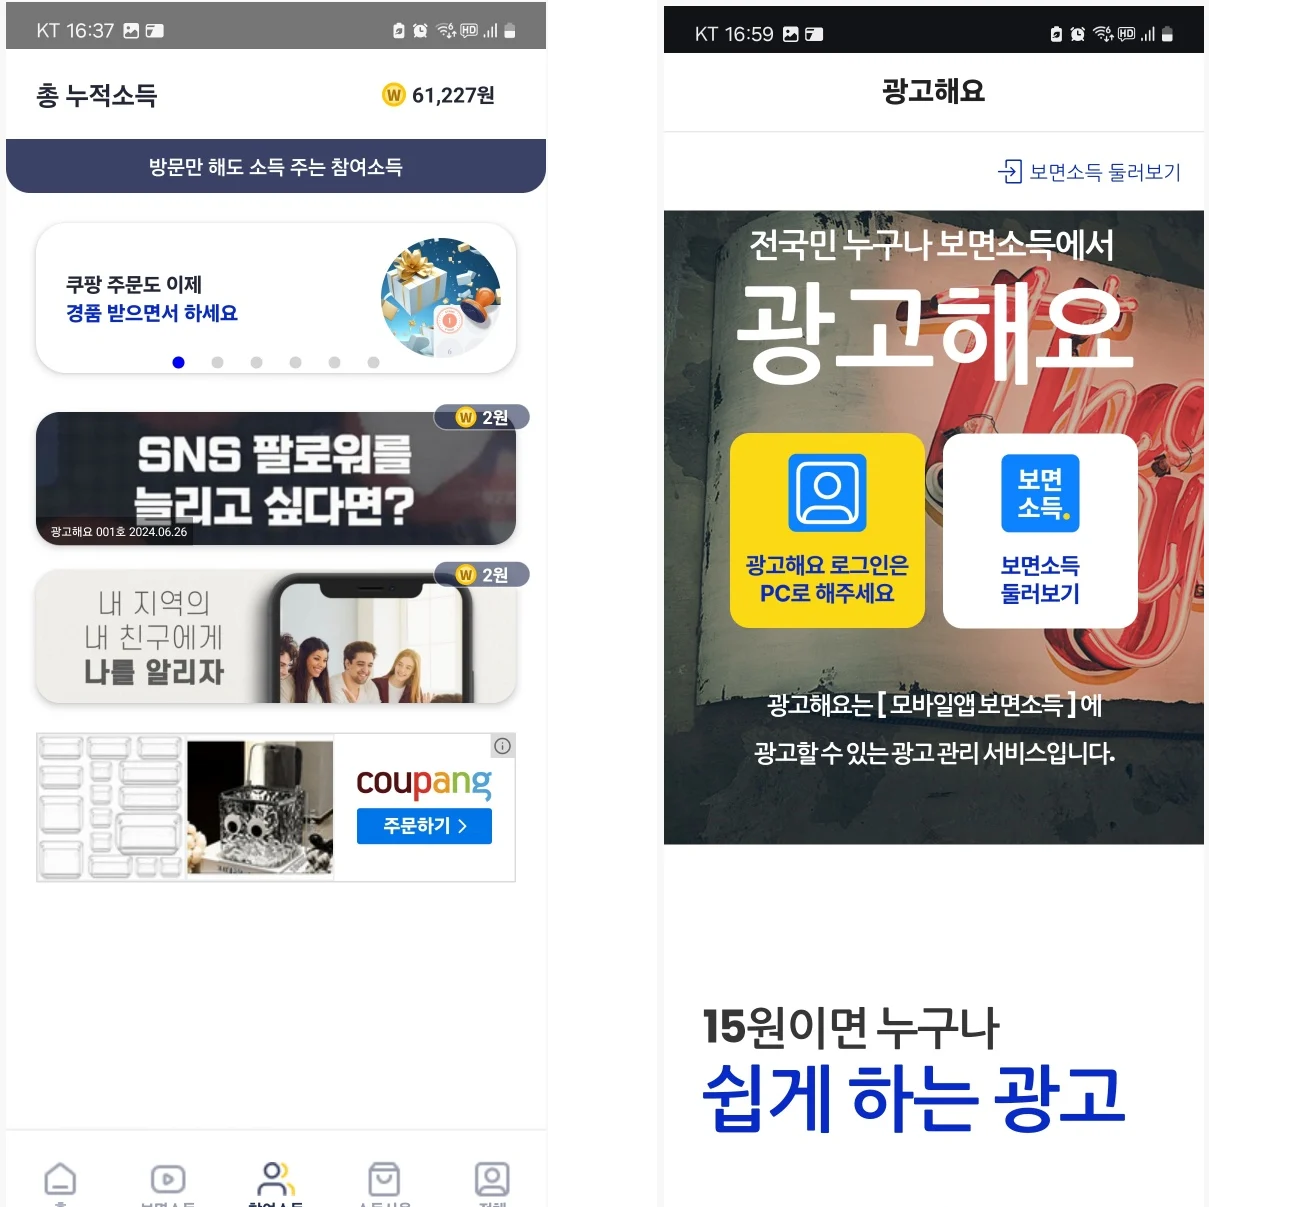 KT 16:37
총 누적소득
W 61,227원
방문만 해도 소득 주는 참여소득
쿠팡 주문도 이제
경품 받으면서 하세요
W 2원
SNS 팔로워를
늘리고 싶다면?
광고해요 001호 2024.06.26
W 2원
내 지역의
내 친구에게
나를 알리자
coupang
주문하기 >
KT 16:59
광고해요
보면소득 둘러보기
전국민 누구나 보면소득에서
광고해요
광고해요 로그인은
PC로 해주세요
보면
소득.
보면소득
둘러보기
광고해요는 [ 모바일앱 보면소득 ] 에
광고할 수 있는 광고 관리 서비스입니다.
15원이면 누구나
쉽게 하는 광고